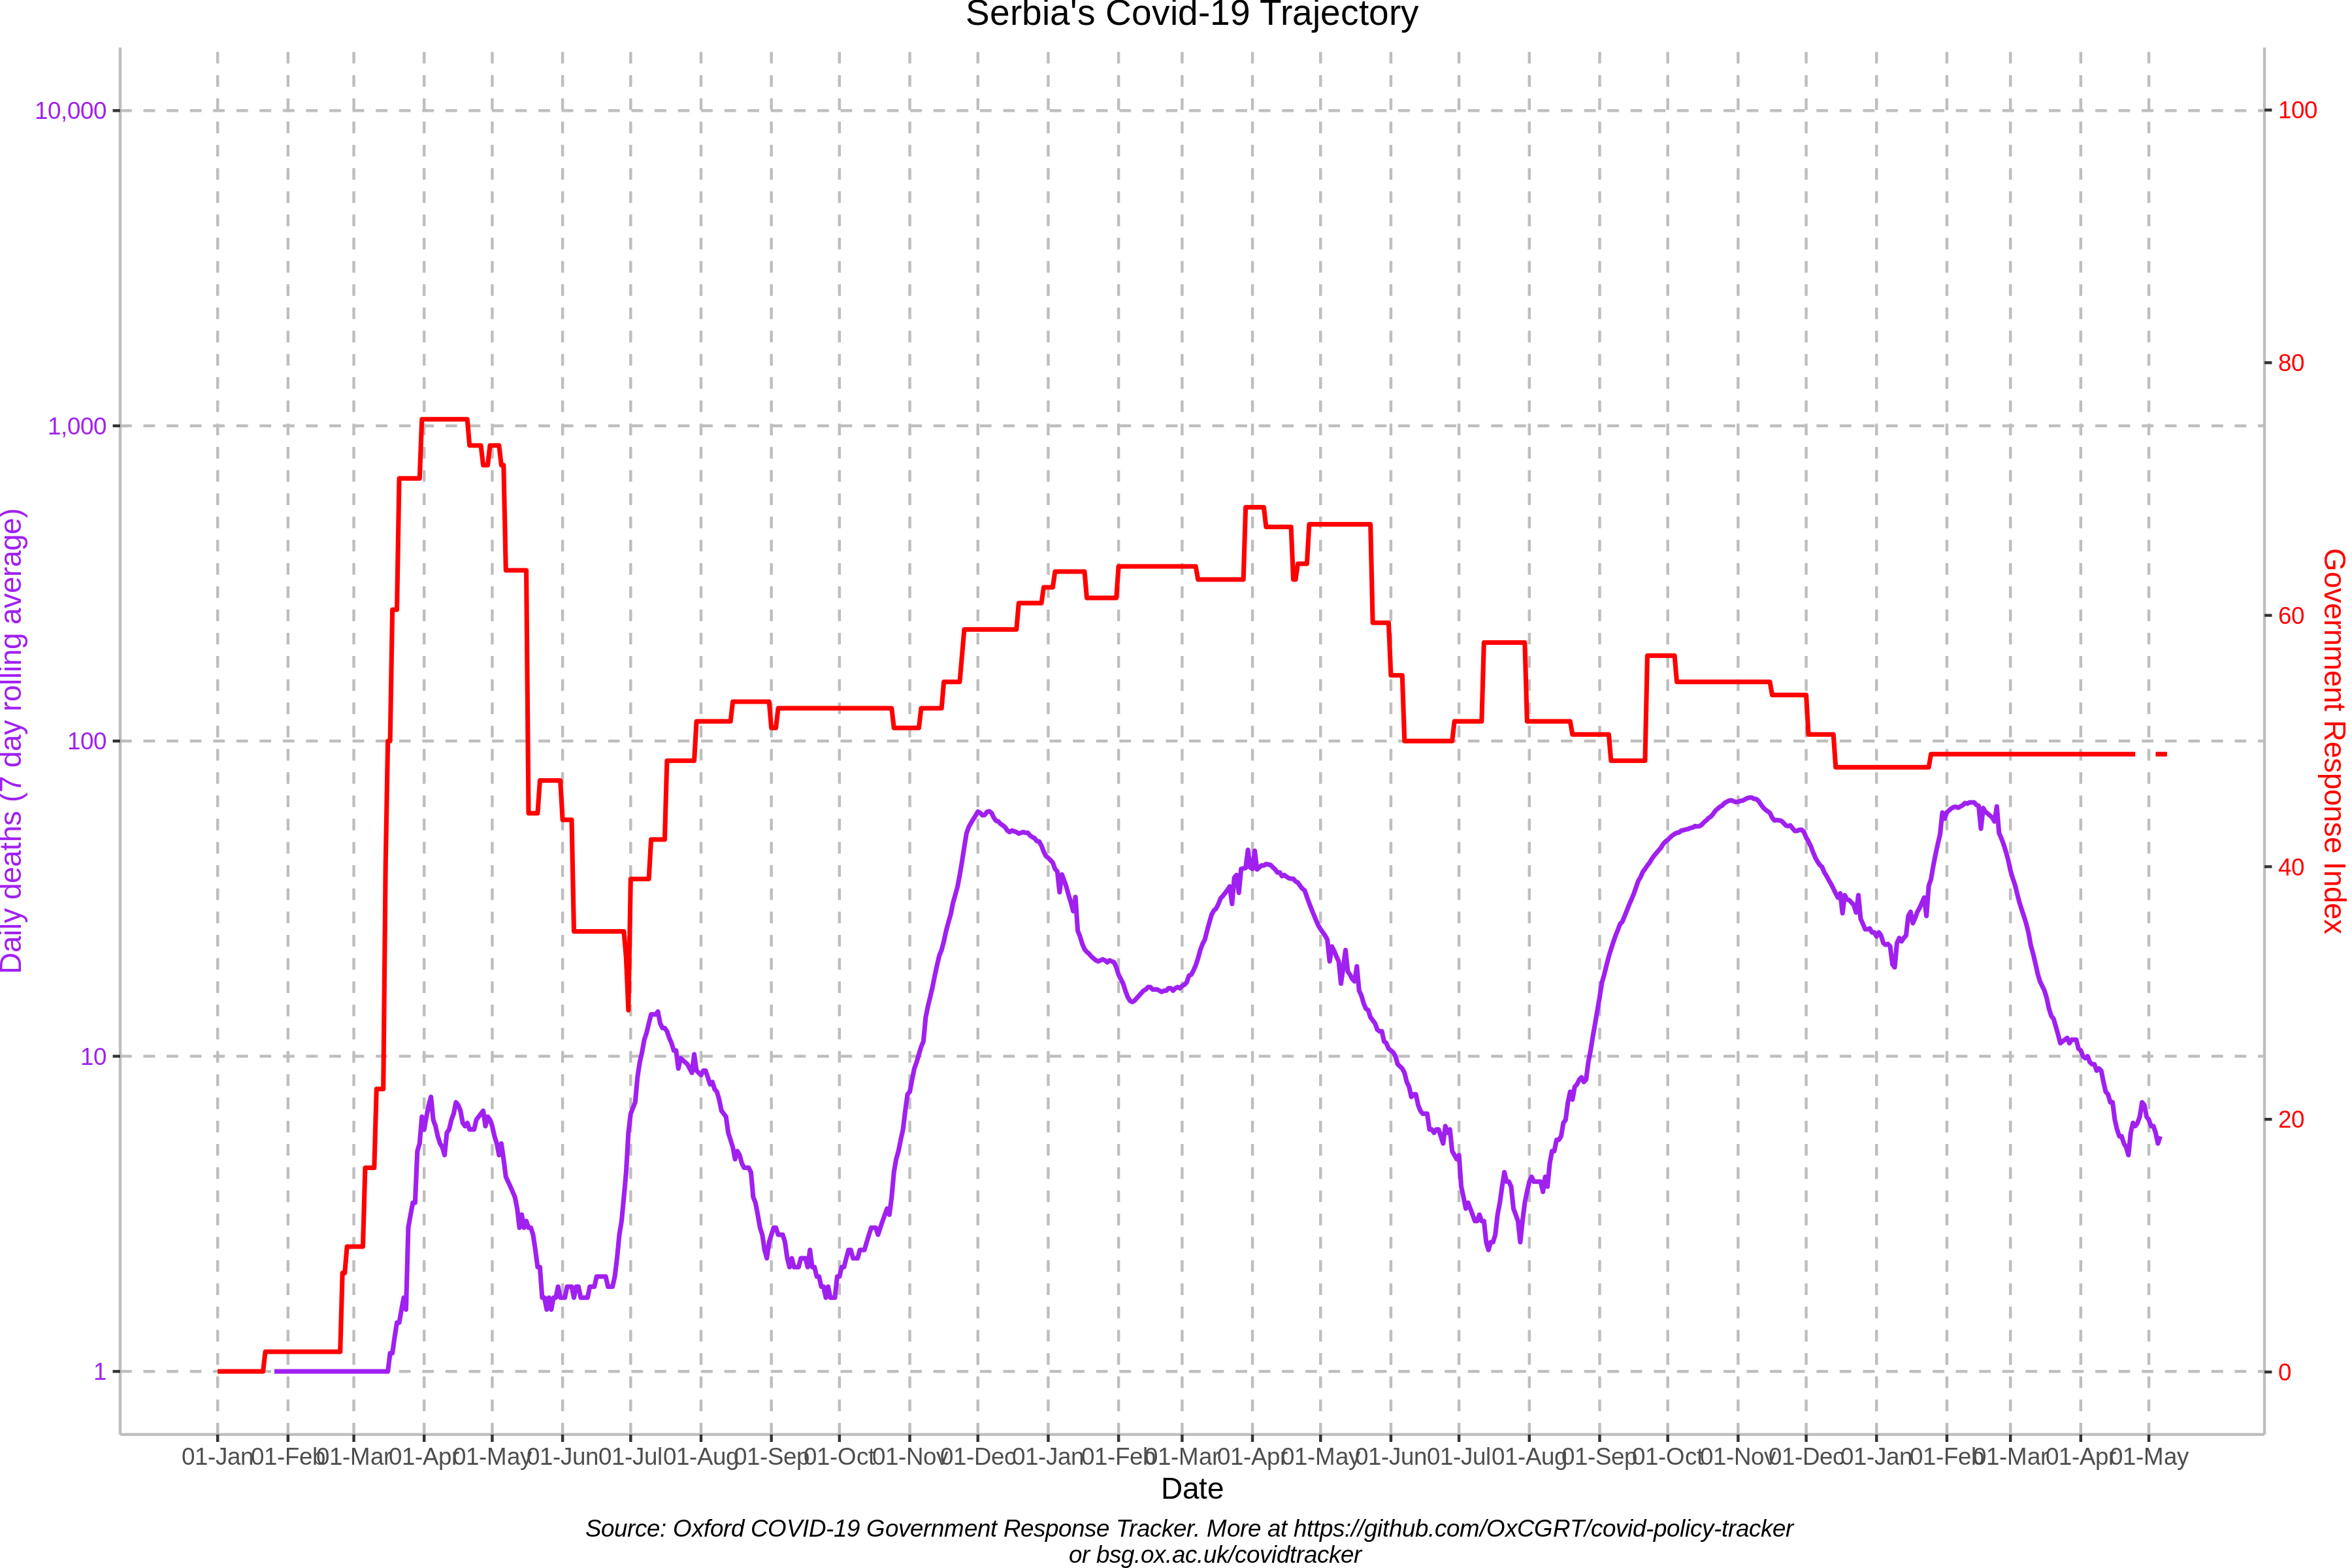 Serbia's Covid-19 Trajectory
10,000
1,000
100
10
1
Daily deaths (7 day rolling average)
100
80
60
40
20
0
Government Response Index
01-Jan 01-Feb 01-Mar 01-Apr 01-May 01-Jun 01-Jul 01-Aug 01-Sep 01-Oct 01-Nov 01-Dec 01-Jan 01-Feb 01-Mar 01-Apr 01-May 01-Jun 01-Jul 01-Aug 01-Sep 01-Oct 01-Nov 01-Dec 01-Jan 01-Feb 01-Mar 01-Apr 01-May
Date
Source: Oxford COVID-19 Government Response Tracker. More at https://github.com/OxCGRT/covid-policy-tracker
or bsg.ox.ac.uk/covidtracker